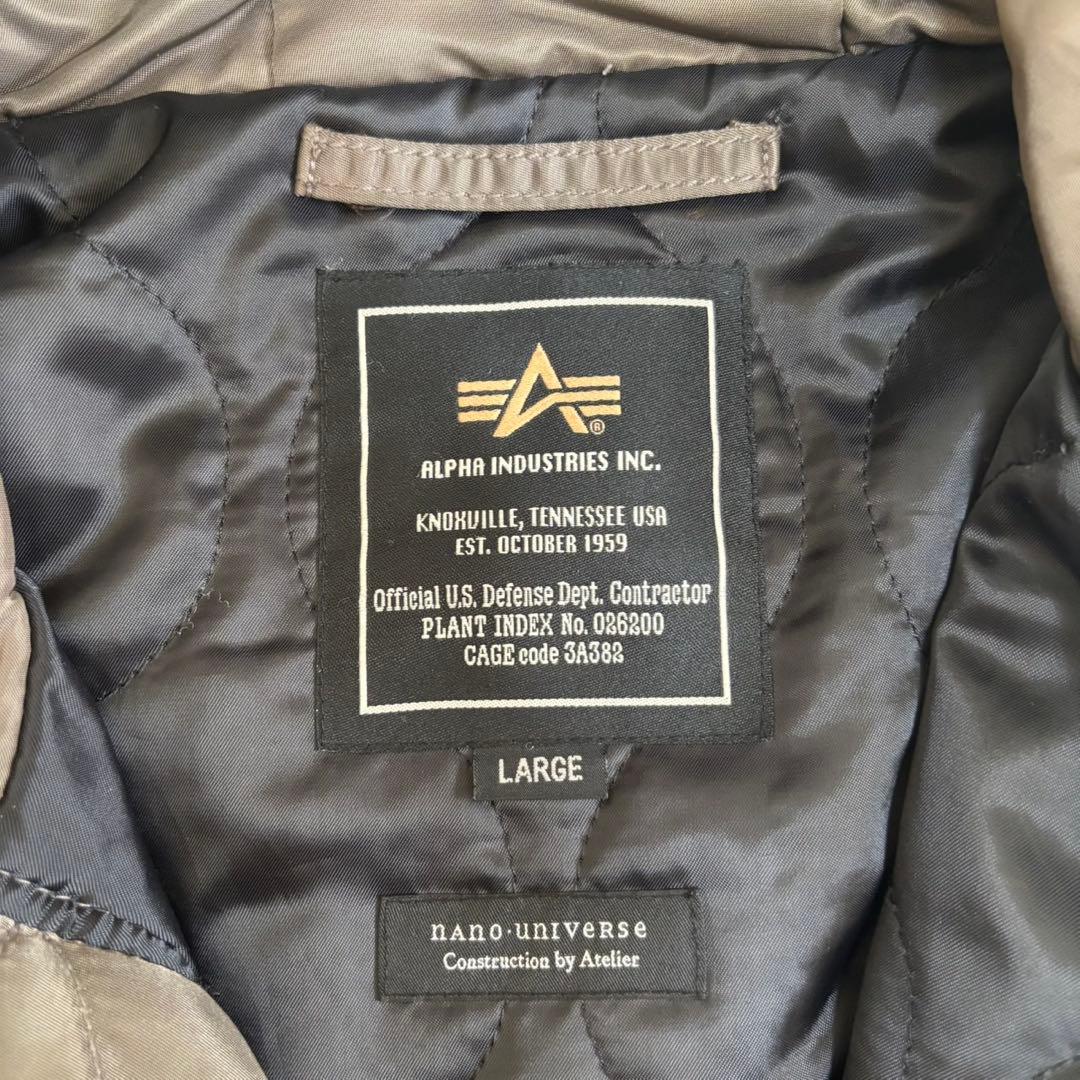 ®
ALPHA INDUSTRIES INC.
KNOXVILLE, TENNESSEE USA
EST. OCTOBER 1959
Official U.S. Defense Dept. Contractor
PLANT INDEX No. 026200
CAGE code 3A382
LARGE
nano·universe
Construction by Atelier